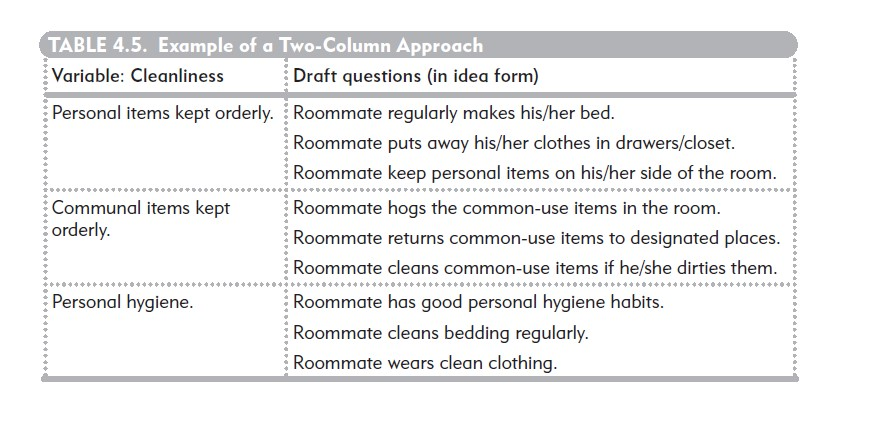 TABLE 4.5. Example of a Two-Column Approach
Variable: Cleanliness Draft questions (in idea form)
Personal items kept orderly. Roommate regularly makes his/her bed.
Roommate puts away his/her clothes in drawers/closet.
Roommate keep personal items on his/her side of the room.
Communal items kept Roommate hogs the common-use items in the room.
orderly.
Roommate returns common-use items to designated places.
Roommate cleans common-use items if he/she dirties them.
Personal hygiene. Roommate has good personal hygiene habits.
Roommate cleans bedding regularly.
Roommate wears clean clothing.